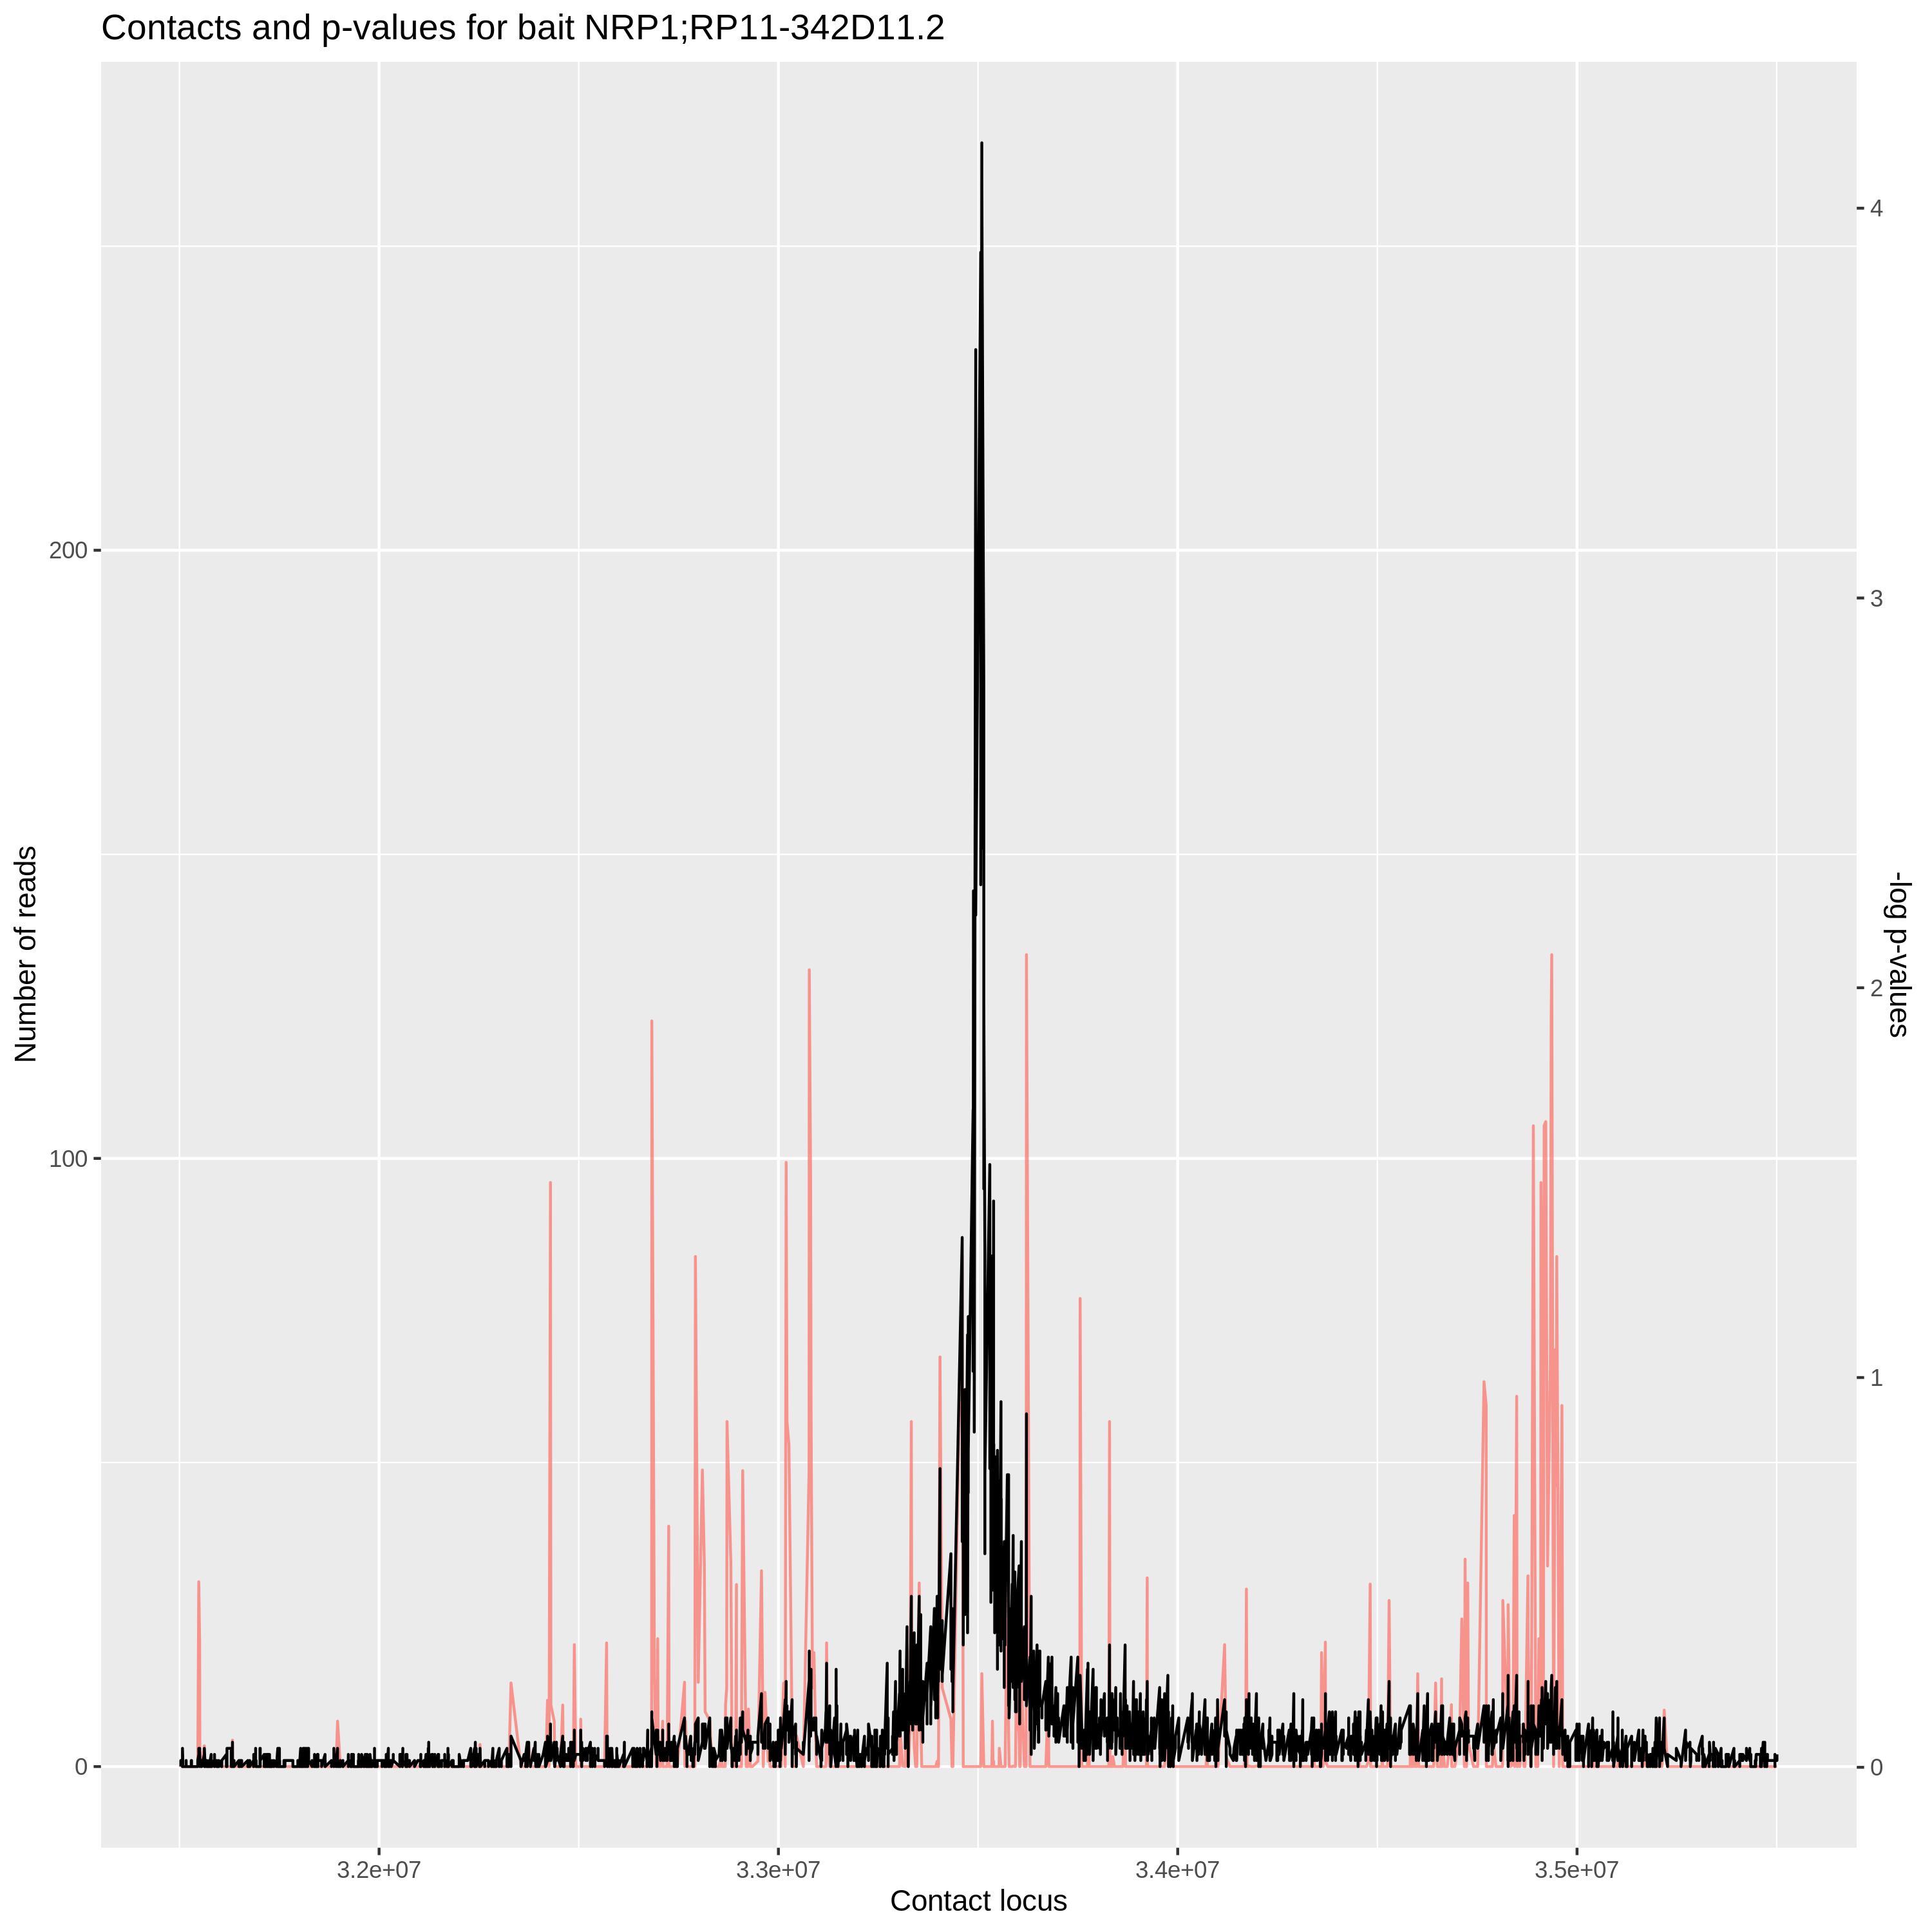 Contacts and p-values for bait NRP1;RP11-342D11.2
Number of reads
200
100
0
4
3
2
1
0
-log p-values
3.2e+07 3.3e+07 3.4e+07 3.5e+07
Contact locus